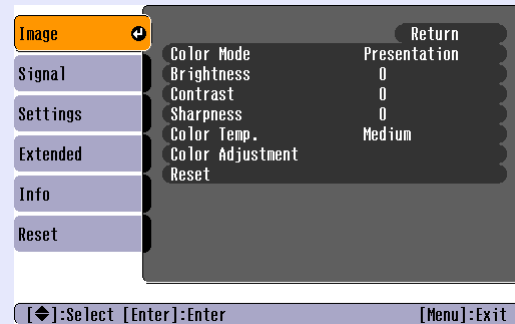 Image
Signal
Settings
Extended
Info
Reset
Return
Color Mode Presentation
Brightness 0
Contrast 0
Sharpness 0
Color Temp. Medium
Color Adjustment
Reset
[◆]:Select [Enter]:Enter [Menu]:Exit